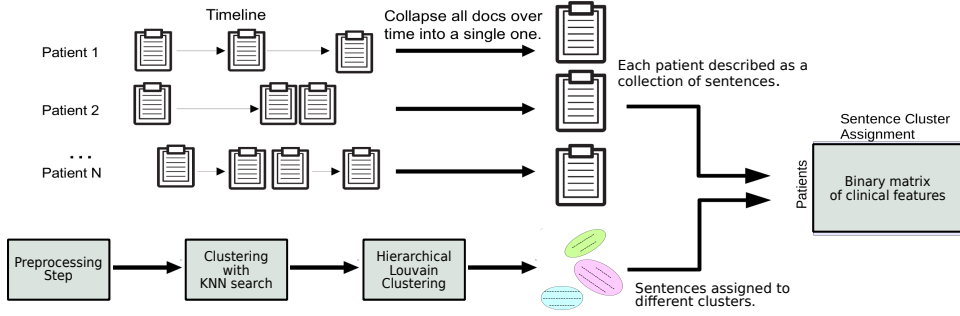 Timeline
Collapse all docs over
time into a single one.
Patient 1
Each patient described as a
collection of sentences.
Patient 2
...
Patient N
Sentence Cluster
Assignment
Patients
Binary matrix
of clinical features
Preprocessing
Step
Clustering
with
KNN search
Hierarchical
Louvain
Clustering
Sentences assigned to
different clusters.